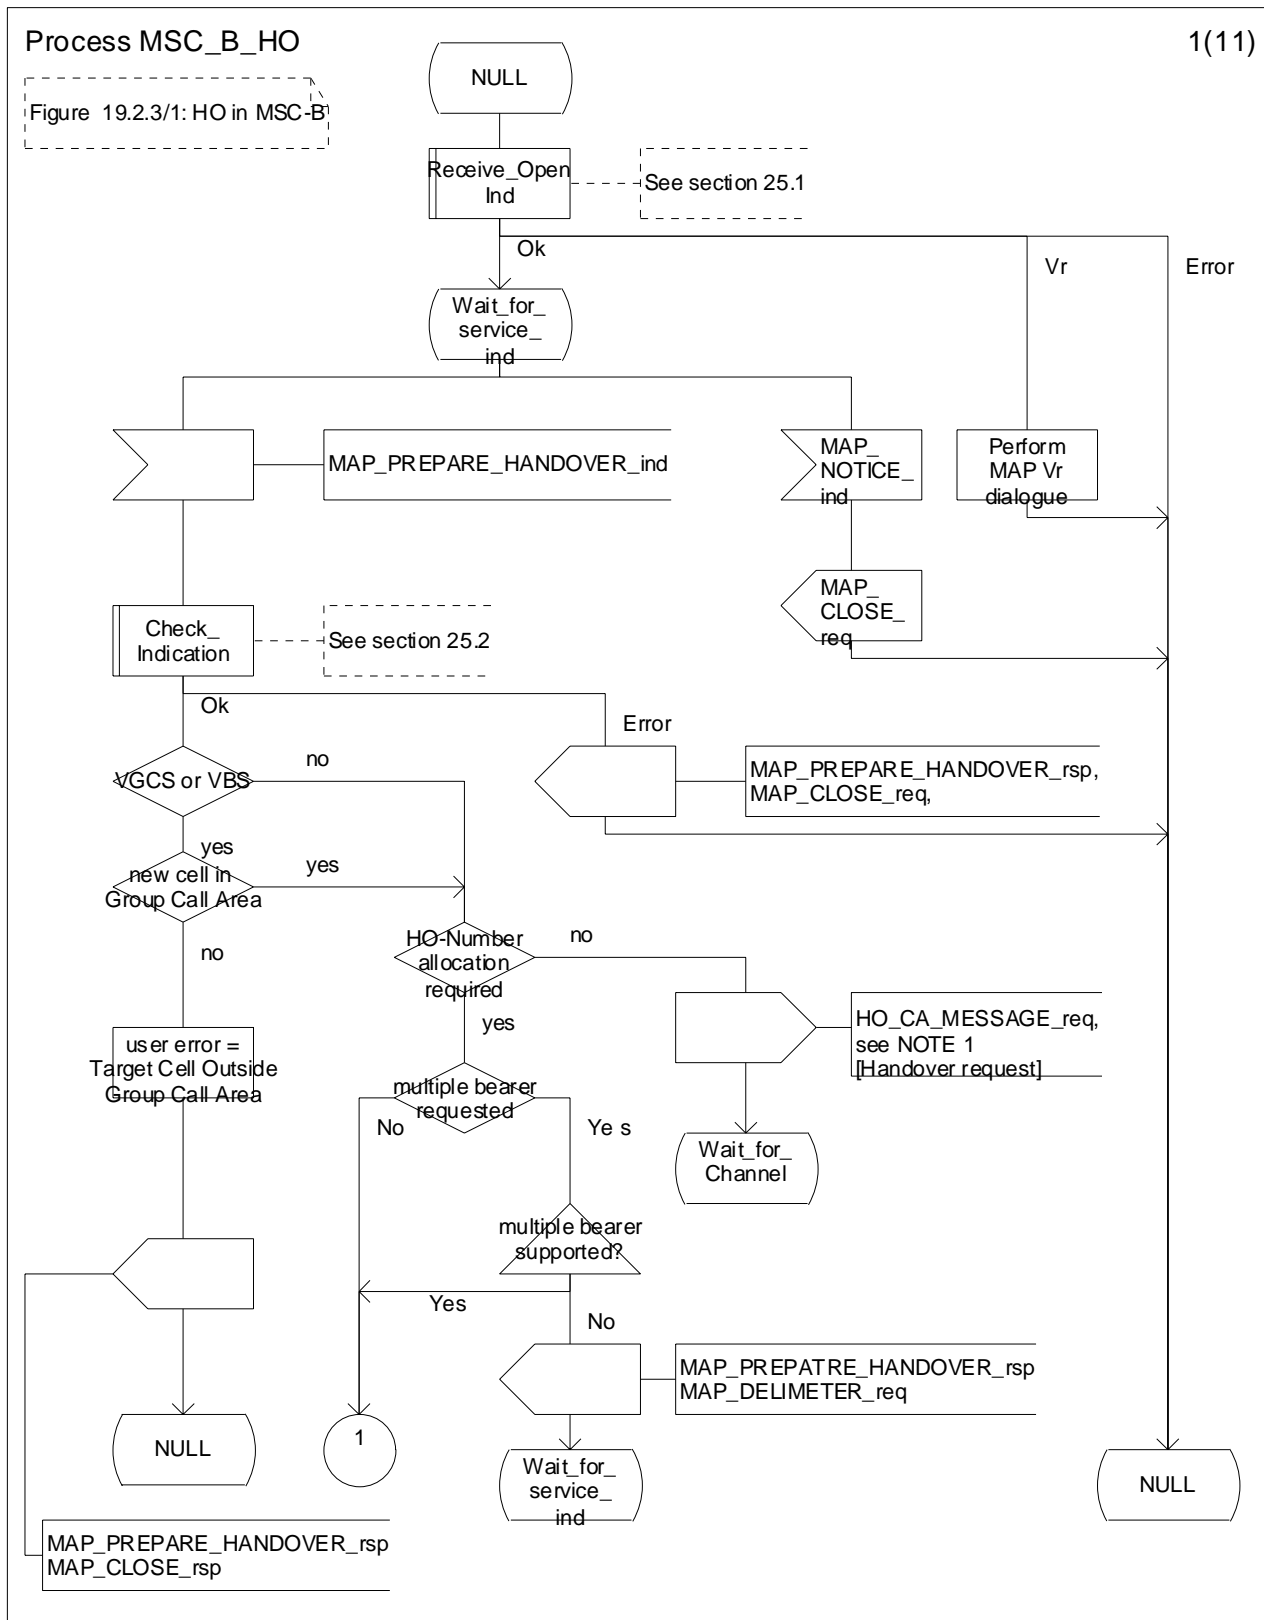 Process MSC_B_HO
1(11)
NULL
Figure 19.2.3/1: HO in MSC-B
Receive_Open
Ind
See section 25.1
Ok
Vr
Error
Wait_for_
service_
ind
MAP_PREPARE_HANDOVER_ind
MAP_
NOTICE_
ind
Perform
MAP Vr
dialogue
MAP_
CLOSE_
req
Check_
Indication
See section 25.2
Ok
Error
VGCS or VBS
no
MAP_PREPARE_HANDOVER_rsp,
MAP_CLOSE_req,
yes
new cell in
Group Call Area
yes
no
HO-Number
allocation
required
no
yes
HO_CA_MESSAGE_req,
see NOTE 1
[Handover request]
user error =
Target Cell Outside
Group Call Area
multiple bearer
requested
No
Ye s
Wait_for_
Channel
multiple bearer
supported?
Yes
No
MAP_PREPATRE_HANDOVER_rsp
MAP_DELIMETER_req
NULL
1
Wait_for_
service_
ind
NULL
MAP_PREPARE_HANDOVER_rsp
MAP_CLOSE_rsp